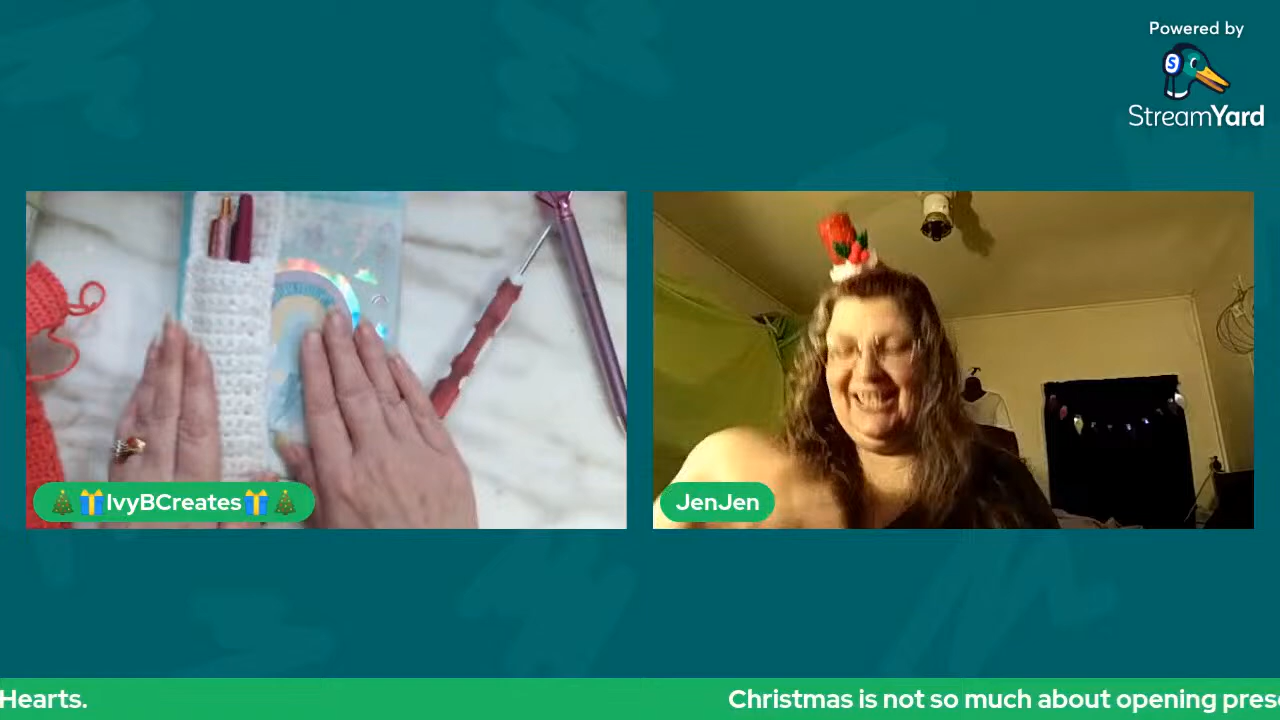 Powered by
S
StreamYard
🎄🎁IvyBCreates🎁🎄
JenJen
Hearts.
Christmas is not so much about opening prese